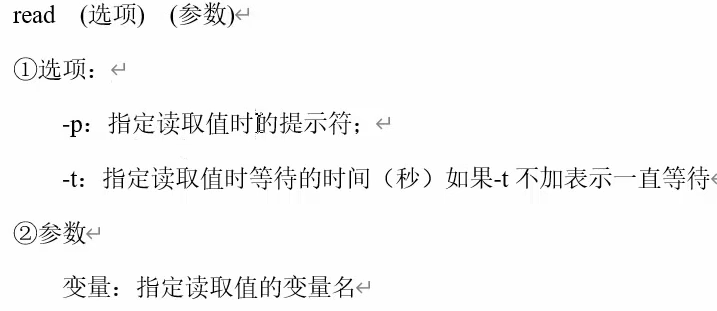 read (选项) (参数)
①选项：
-p：指定读取值时的提示符；
-t：指定读取值时等待的时间（秒）如果-t 不加表示一直等待
②参数
变量：指定读取值的变量名